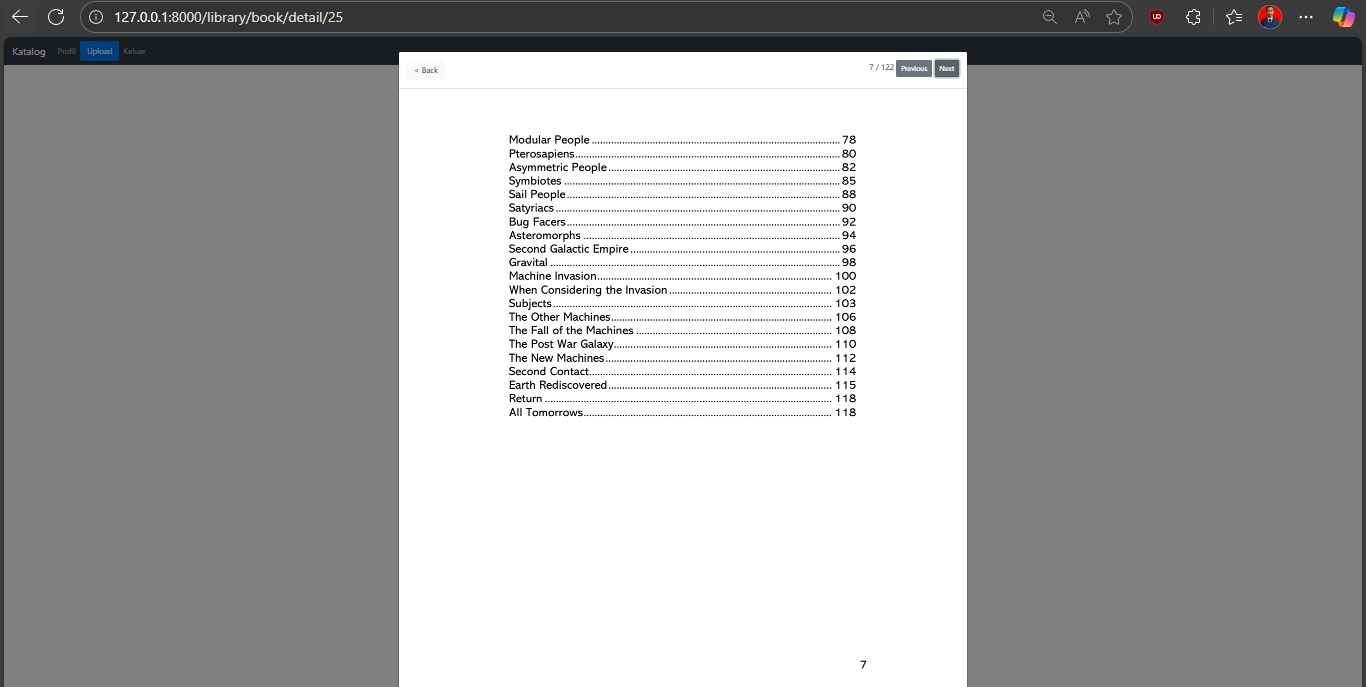 127.0.0.1:8000/library/book/detail/25
Katalog Profil Upload Keluar
< Back 7 / 122 Previous Next
Modular People 78
Pterosapiens 80
Asymmetric People 82
Symbiotes 85
Sail People 88
Satyriacs 90
Bug Facers 92
Asteromorphs 94
Second Galactic Empire 96
Gravital 98
Machine Invasion 100
When Considering the Invasion 102
Subjects 103
The Other Machines 106
The Fall of the Machines 108
The Post War Galaxy 110
The New Machines 112
Second Contact 114
Earth Rediscovered 115
Return 118
All Tomorrows 118
7